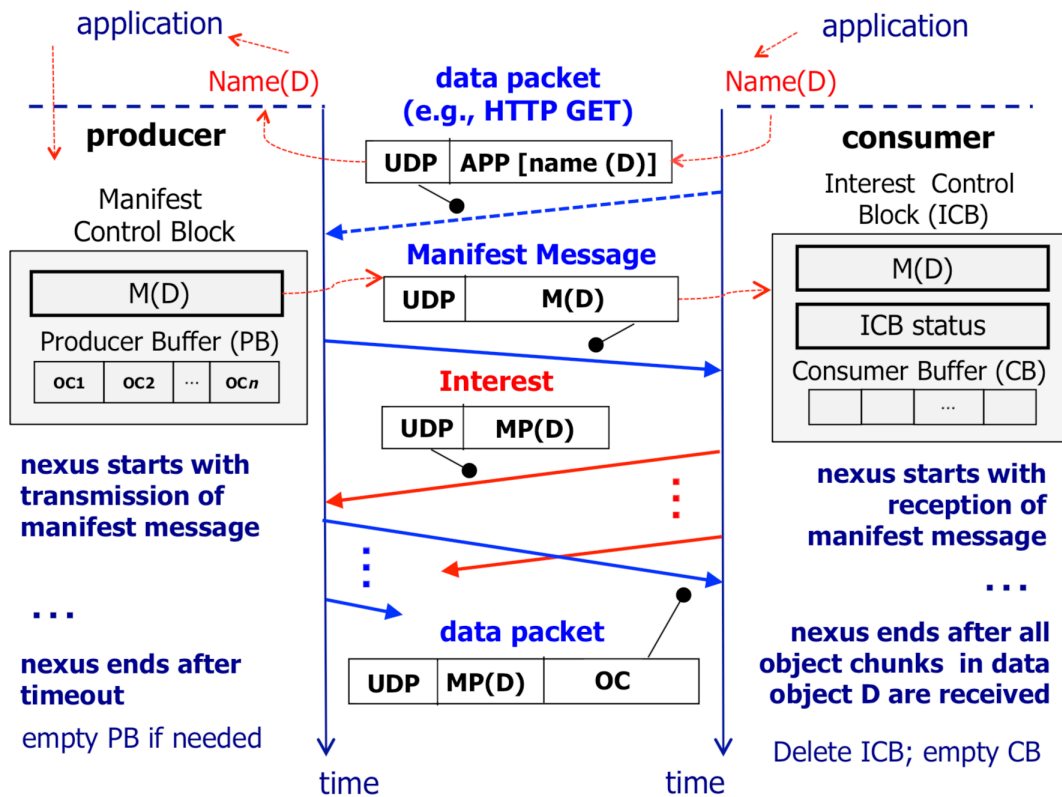 application
application
Name(D)
data packet
(e.g., HTTP GET)
Name(D)
producer
consumer
UDP APP [name (D)]
Manifest
Control Block
Interest Control
Block (ICB)
Manifest Message
M(D)
UDP M(D)
M(D)
ICB status
Producer Buffer (PB)
OC1 OC2 ... OCn
Consumer Buffer (CB)
...
Interest
UDP MP(D)
nexus starts with
transmission of
manifest message
nexus starts with
reception of
manifest message
...
...
data packet
UDP MP(D) OC
nexus ends after
timeout
empty PB if needed
nexus ends after all
object chunks in data
object D are received
Delete ICB; empty CB
time
time